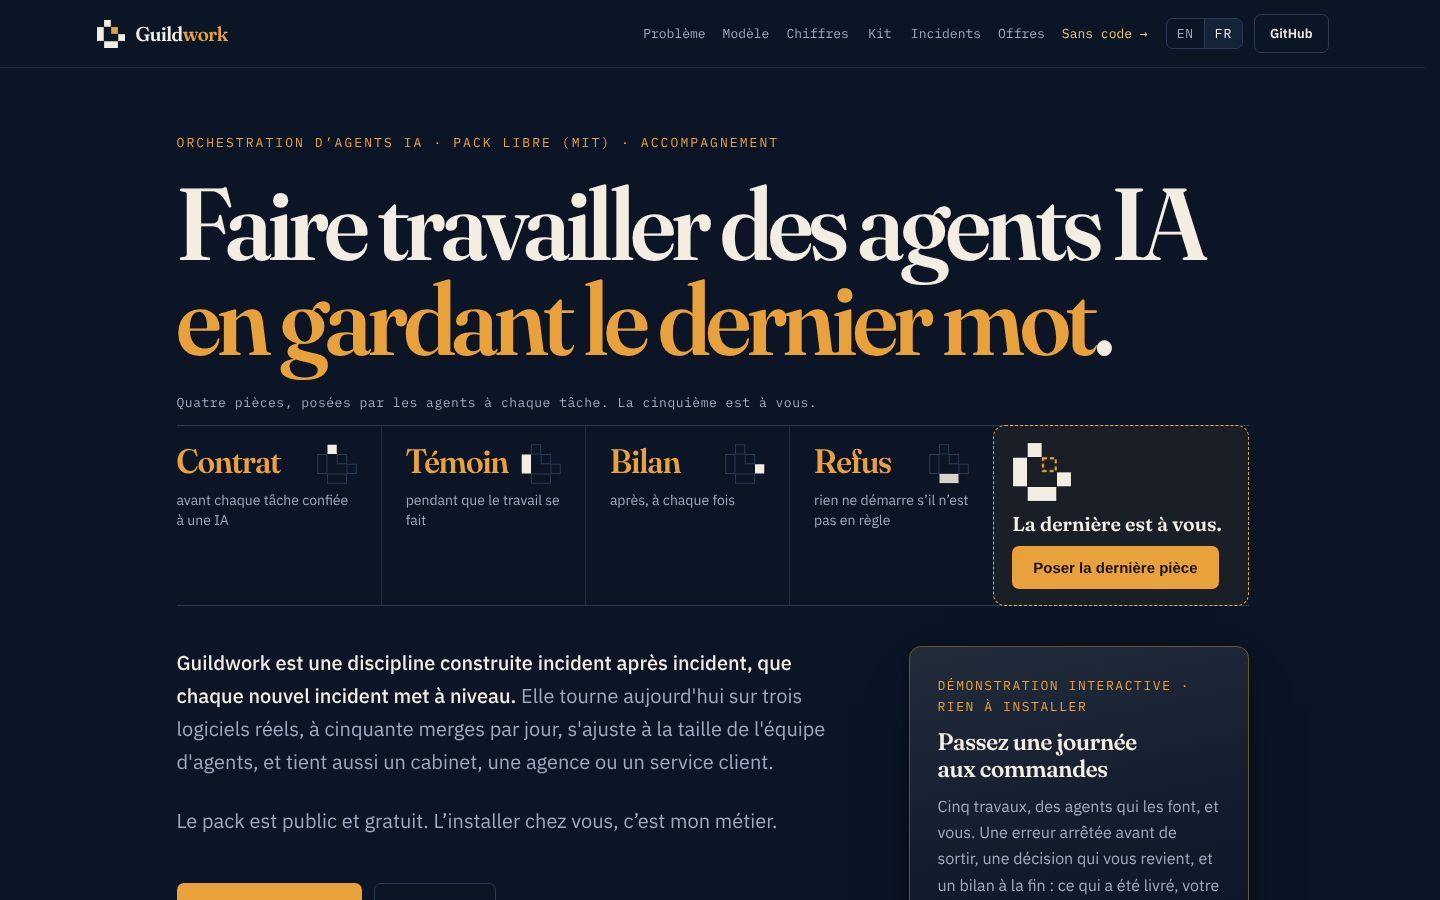 Guildwork
Problème Modèle Chiffres Kit Incidents Offres Sans code → EN FR GitHub
ORCHESTRATION D’AGENTS IA · PACK LIBRE (MIT) · ACCOMPAGNEMENT
Faire travailler des agents IA
en gardant le dernier mot.
Quatre pièces, posées par les agents à chaque tâche. La cinquième est à vous.
Contrat
avant chaque tâche confiée
à une IA
Témoin
pendant que le travail se
fait
Bilan
après, à chaque fois
Refus
rien ne démarre s’il n’est
pas en règle
La dernière est à vous.
Poser la dernière pièce
Guildwork est une discipline construite incident après incident, que
chaque nouvel incident met à niveau. Elle tourne aujourd'hui sur trois
logiciels réels, à cinquante merges par jour, s'ajuste à la taille de l'équipe
d'agents, et tient aussi un cabinet, une agence ou un service client.
Le pack est public et gratuit. L’installer chez vous, c’est mon métier.
DÉMONSTRATION INTERACTIVE ·
RIEN À INSTALLER
Passez une journée
aux commandes
Cinq travaux, des agents qui les font, et
vous. Une erreur arrêtée avant de
sortir, une décision qui vous revient, et
un bilan à la fin : ce qui a été livré, votre